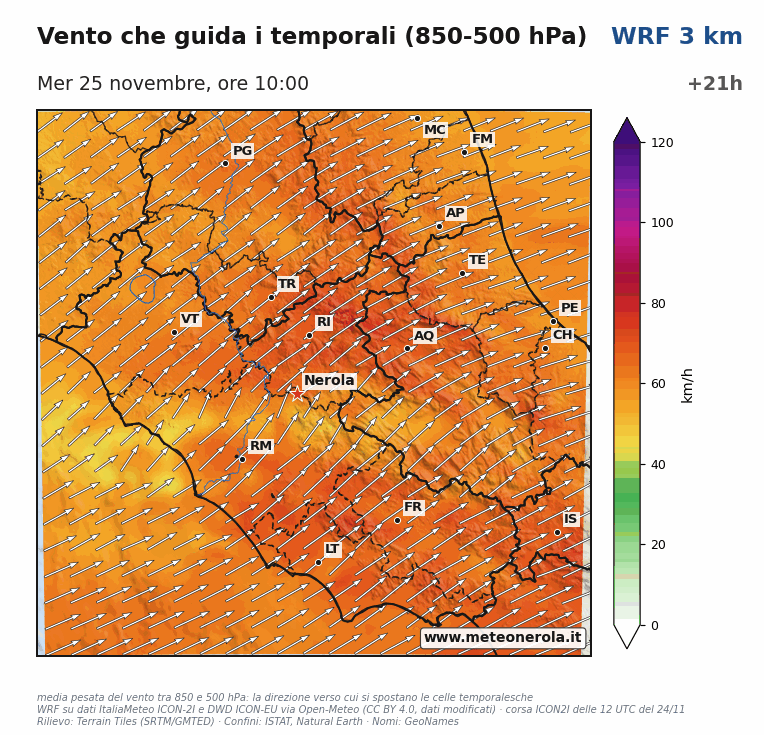 Vento che guida i temporali (850-500 hPa) WRF 3 km
Mer 25 novembre, ore 10:00 +21h
MC
FM
PG
AP
TE
TR
PE
VT
RI
CH
AQ
Nerola
RM
FR
IS
LT
www.meteonerola.it
120
100
80
60
40
20
0
km/h
media pesata del vento tra 850 e 500 hPa: la direzione verso cui si spostano le celle temporalesche
WRF su dati ItaliaMeteo ICON-2I e DWD ICON-EU via Open-Meteo (CC BY 4.0, dati modificati) · corsa ICON2I delle 12 UTC del 24/11
Rilievo: Terrain Tiles (SRTM/GMTED) · Confini: ISTAT, Natural Earth · Nomi: GeoNames